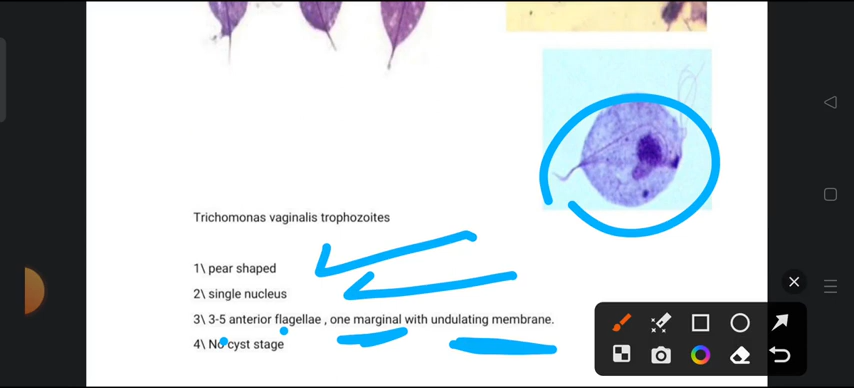 Trichomonas vaginalis trophozoites
1\ pear shaped
2\ single nucleus
3\ 3-5 anterior flagellae , one marginal with undulating membrane.
4\ No cyst stage